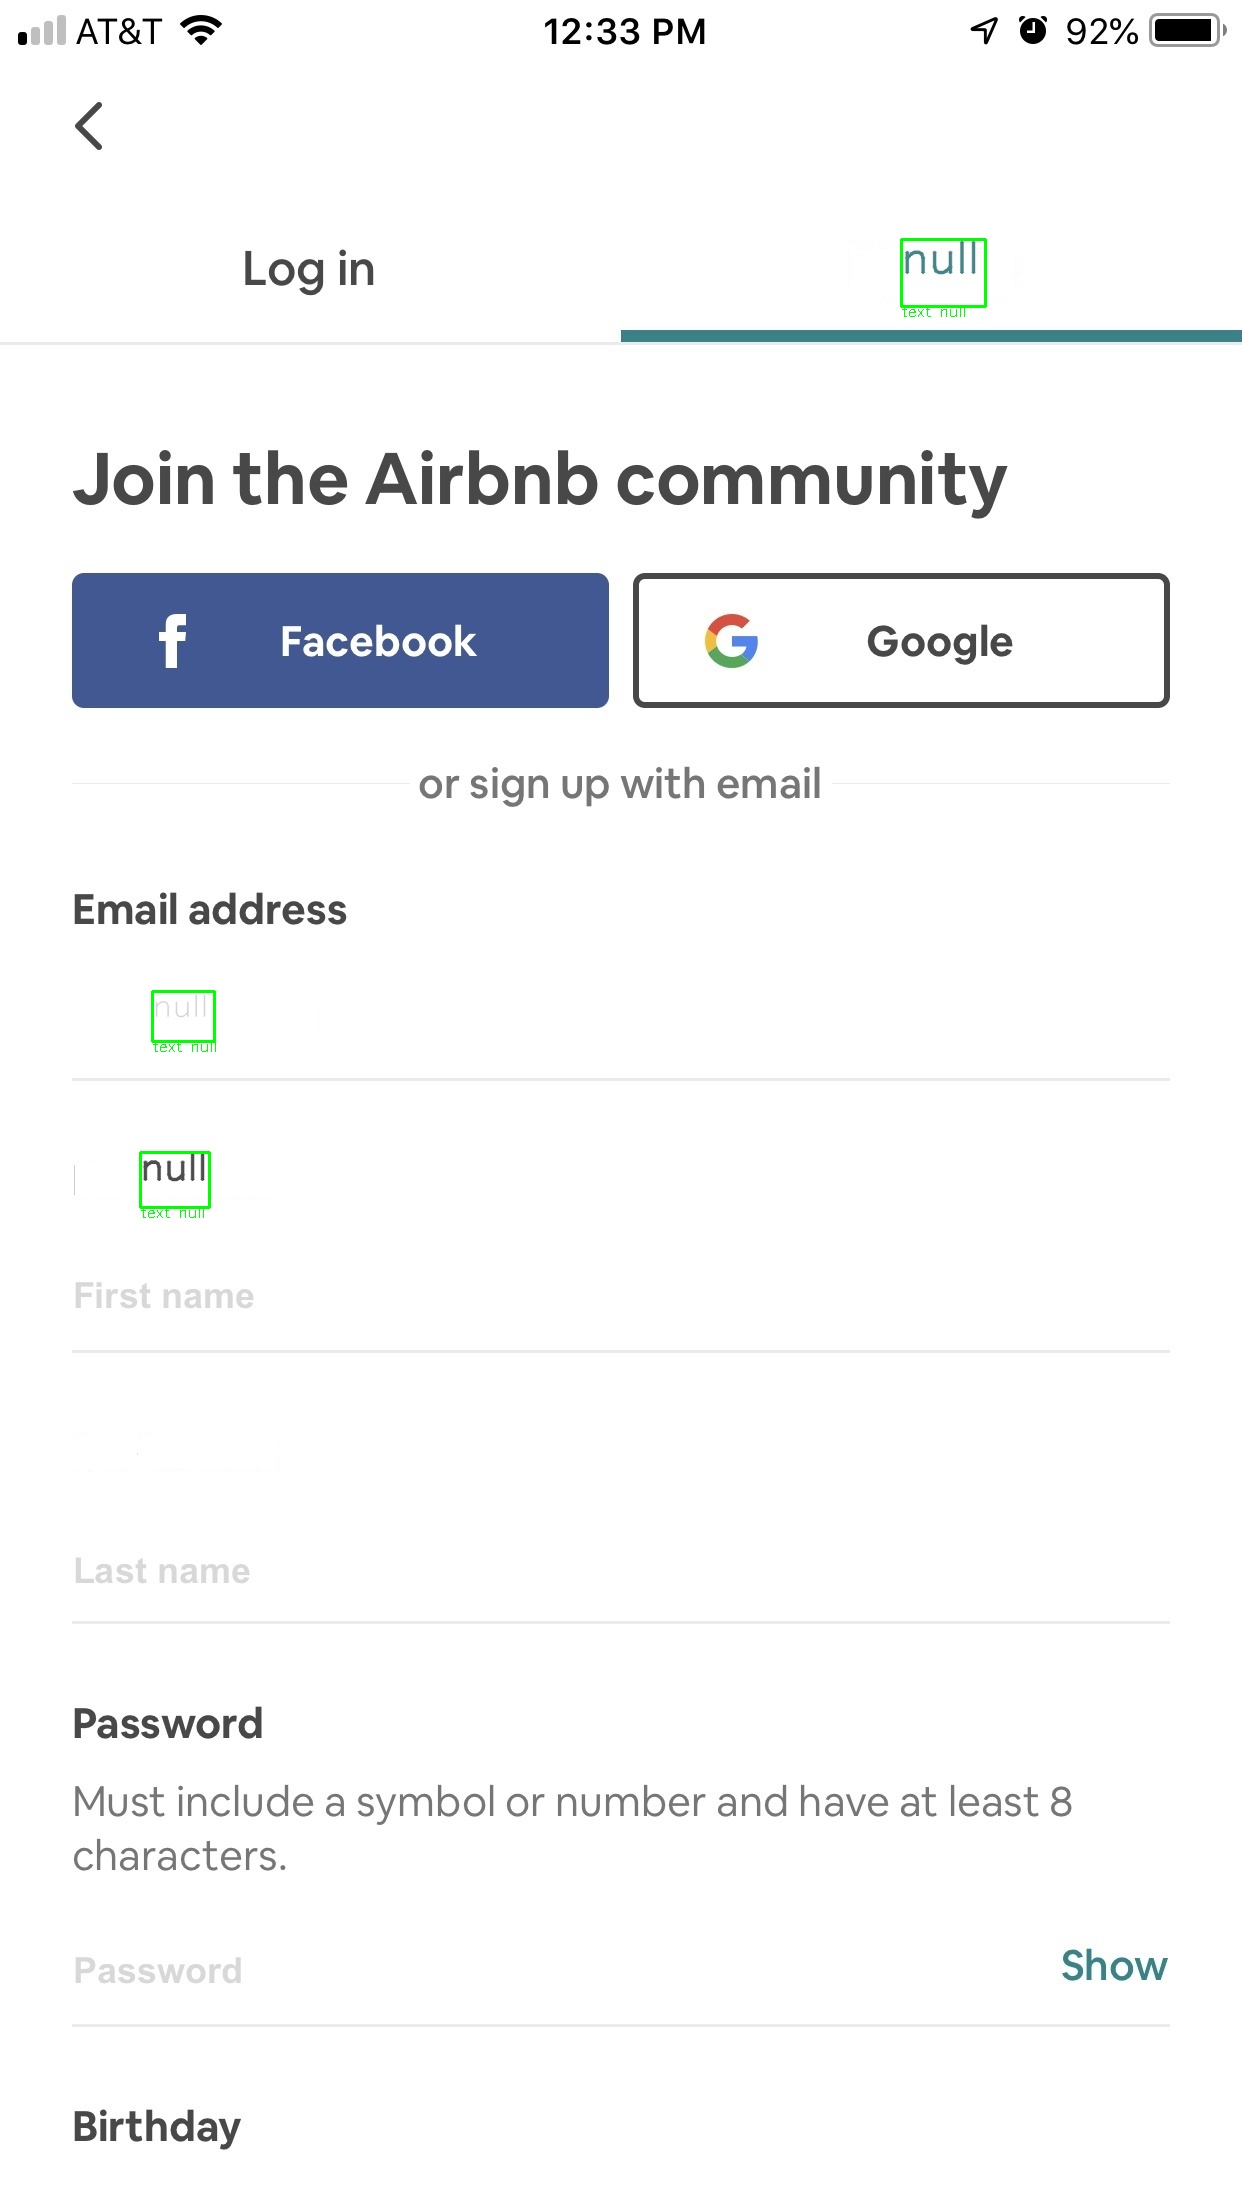 AT&T 12:33 PM 92%
Log in null
text null
Join the Airbnb community
Facebook Google
or sign up with email
Email address
null
text null
null
text null
First name
Last name
Password
Must include a symbol or number and have at least 8
characters.
Password Show
Birthday